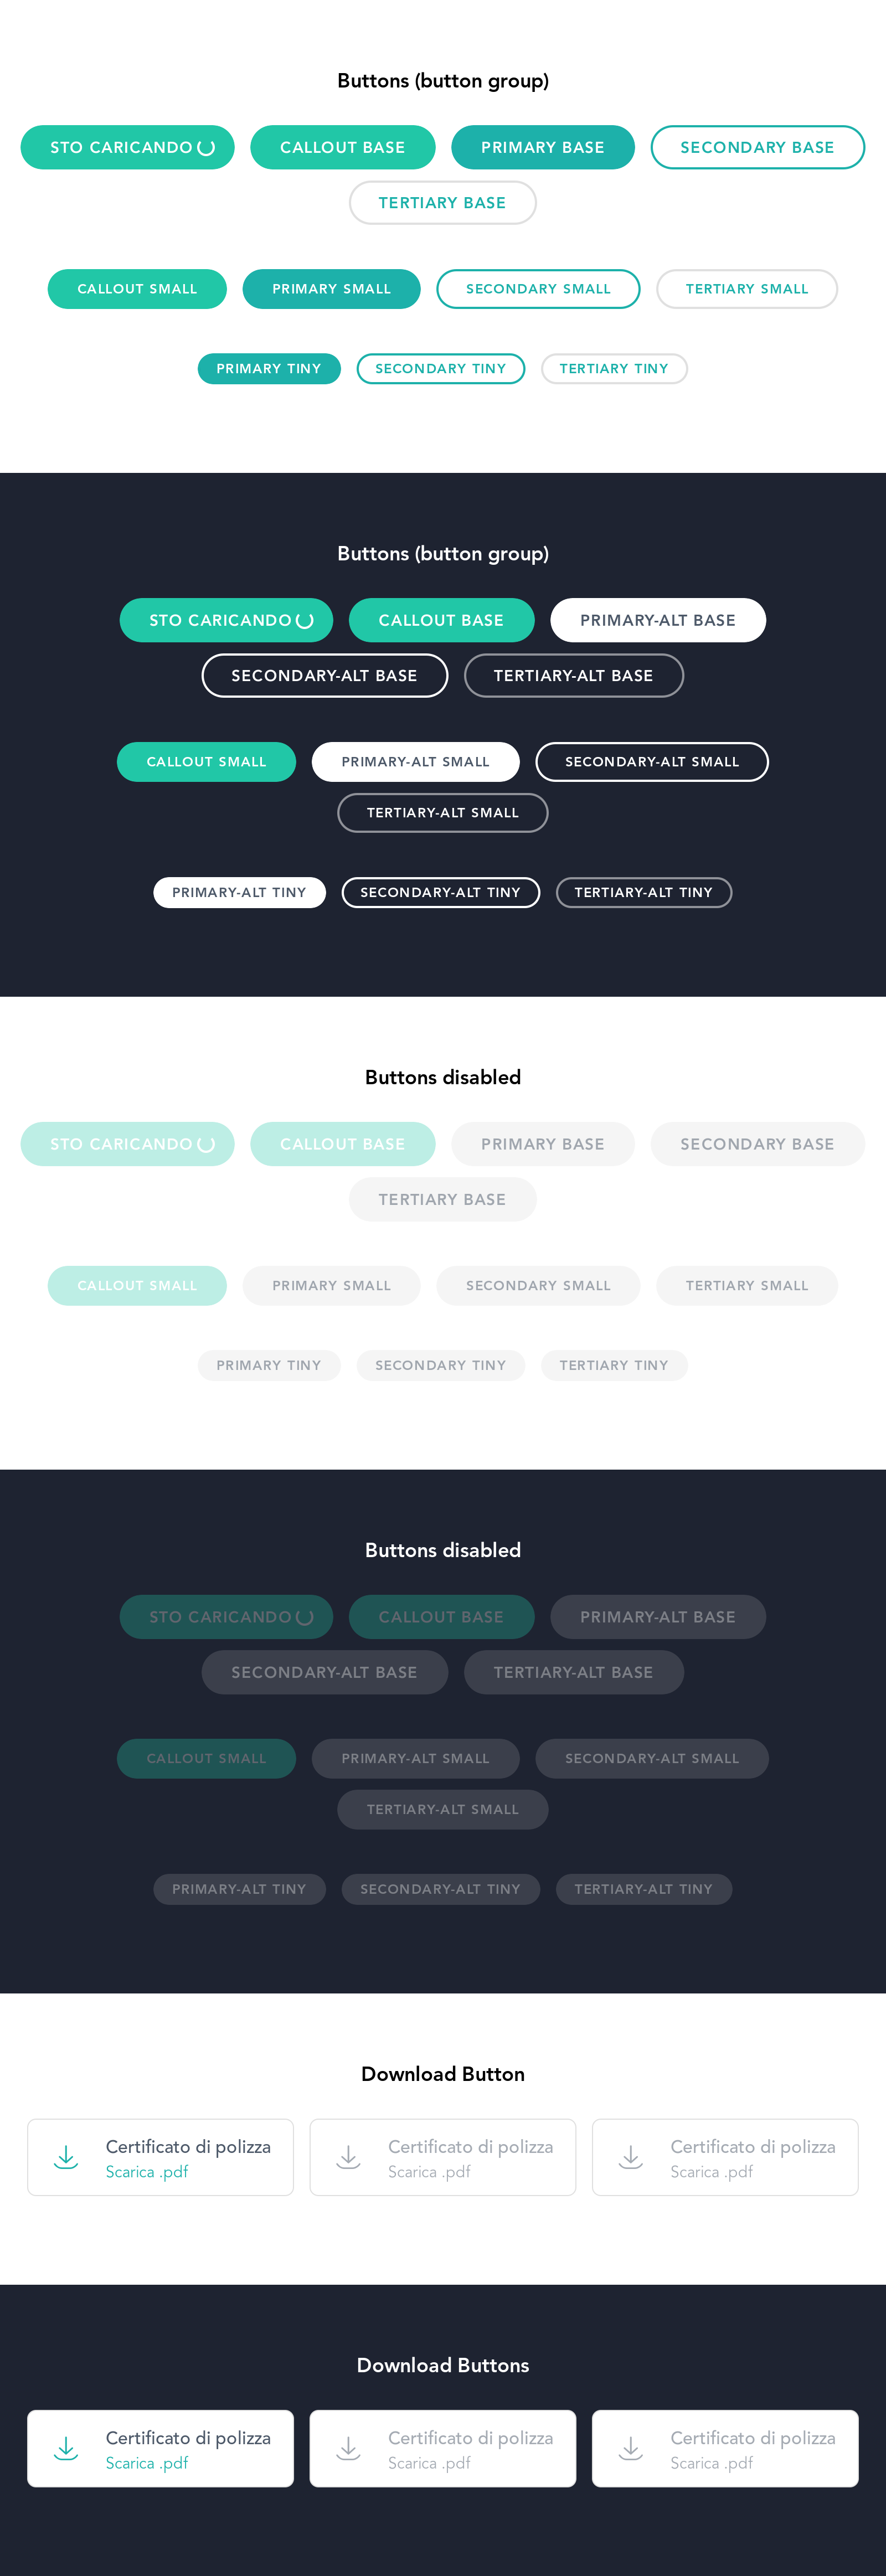 Buttons (button group)
STO CARICANDO CALLOUT BASE PRIMARY BASE SECONDARY BASE
TERTIARY BASE
CALLOUT SMALL PRIMARY SMALL SECONDARY SMALL TERTIARY SMALL
PRIMARY TINY SECONDARY TINY TERTIARY TINY
Buttons (button group)
STO CARICANDO CALLOUT BASE PRIMARY-ALT BASE
SECONDARY-ALT BASE TERTIARY-ALT BASE
CALLOUT SMALL PRIMARY-ALT SMALL SECONDARY-ALT SMALL
TERTIARY-ALT SMALL
PRIMARY-ALT TINY SECONDARY-ALT TINY TERTIARY-ALT TINY
Buttons disabled
STO CARICANDO CALLOUT BASE PRIMARY BASE SECONDARY BASE
TERTIARY BASE
CALLOUT SMALL PRIMARY SMALL SECONDARY SMALL TERTIARY SMALL
PRIMARY TINY SECONDARY TINY TERTIARY TINY
Buttons disabled
STO CARICANDO CALLOUT BASE PRIMARY-ALT BASE
SECONDARY-ALT BASE TERTIARY-ALT BASE
CALLOUT SMALL PRIMARY-ALT SMALL SECONDARY-ALT SMALL
TERTIARY-ALT SMALL
PRIMARY-ALT TINY SECONDARY-ALT TINY TERTIARY-ALT TINY
Download Button
Certificato di polizza Certificato di polizza Certificato di polizza
Scarica .pdf Scarica .pdf Scarica .pdf
Download Buttons
Certificato di polizza Certificato di polizza Certificato di polizza
Scarica .pdf Scarica .pdf Scarica .pdf